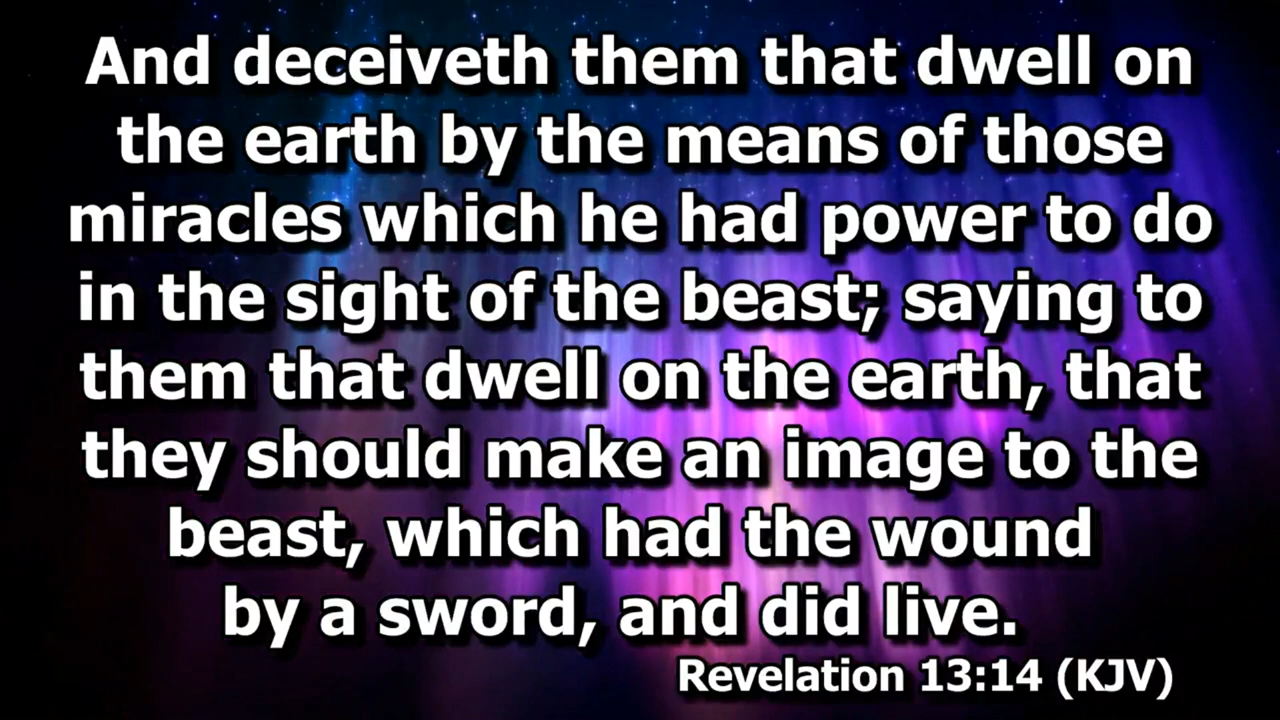 And deceiveth them that dwell on
the earth by the means of those
miracles which he had power to do
in the sight of the beast; saying to
them that dwell on the earth, that
they should make an image to the
beast, which had the wound
by a sword, and did live.
Revelation 13:14 (KJV)